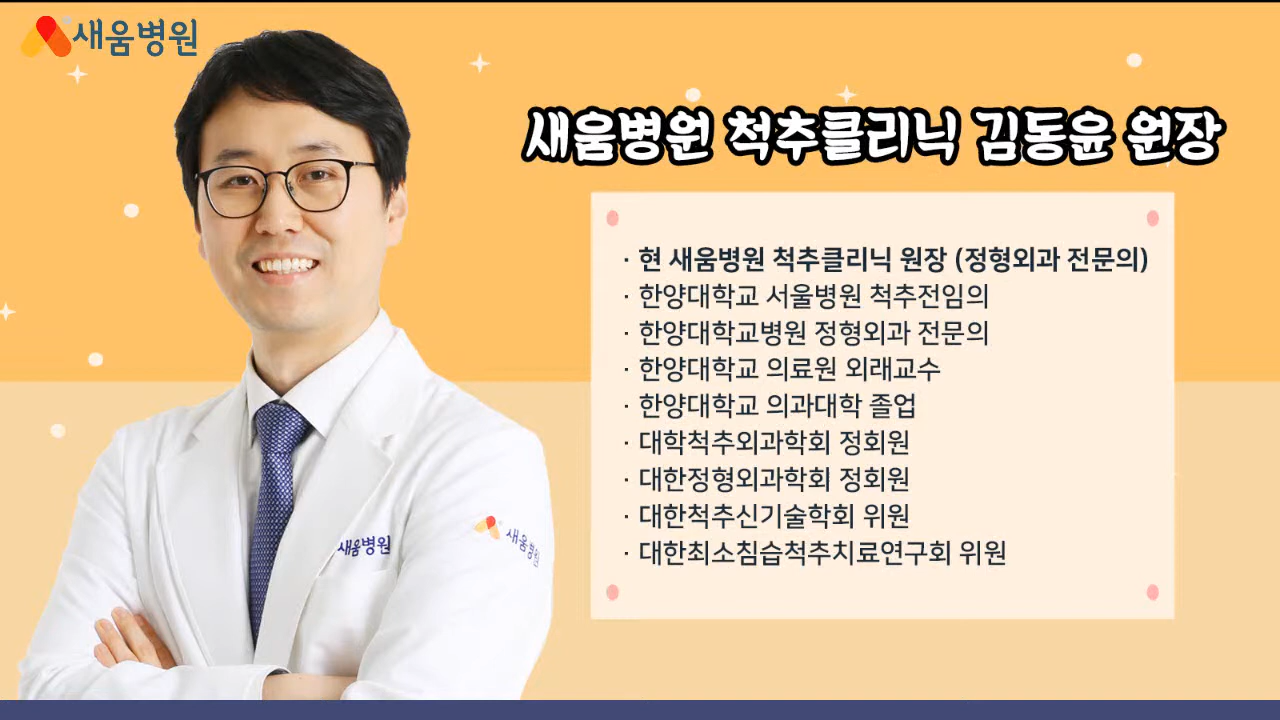 새움병원
새움병원 척추클리닉 김동윤 원장
· 현 새움병원 척추클리닉 원장 (정형외과 전문의)
· 한양대학교 서울병원 척추전임의
· 한양대학교병원 정형외과 전문의
· 한양대학교 의료원 외래교수
· 한양대학교 의과대학 졸업
· 대학척추외과학회 정회원
· 대한정형외과학회 정회원
· 대한척추신기술학회 위원
· 대한최소침습척추치료연구회 위원
새움병원
새움병원